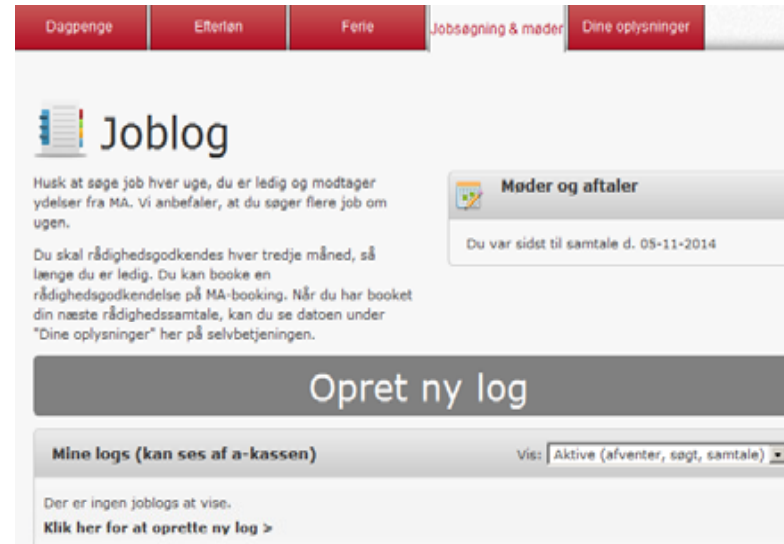 Dagpenge Efterløn Ferie Jobsøgning & møder Dine oplysninger
Joblog
Husk at søge job hver uge, du er ledig og modtager
ydelser fra MA. Vi anbefaler, at du søger flere job om
ugen.
Du skal rådighedsgodkendes hver tredje måned, så
længe du er ledig. Du kan booke en
rådighedsgodkendelse på MA-booking. Når du har booket
din næste rådighedssamtale, kan du se datoen under
"Dine oplysninger" her på selvbetjeningen.
Møder og aftaler
Du var sidst til samtale d. 05-11-2014
Opret ny log
Mine logs (kan ses af a-kassen) Vis: Aktive (afventer, søgt, samtale)
Der er ingen joblogs at vise.
Klik her for at oprette ny log >